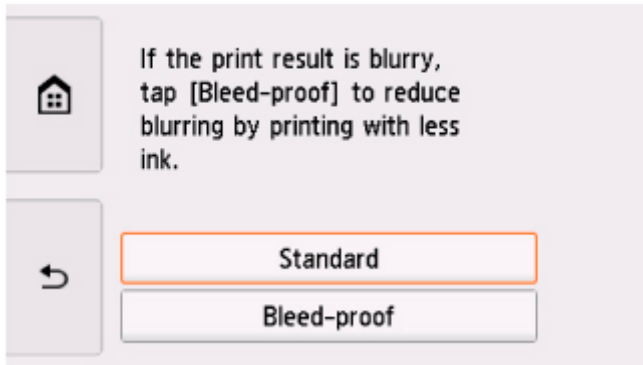 If the print result is blurry,
tap [Bleed-proof] to reduce
blurring by printing with less
ink.
Standard
Bleed-proof